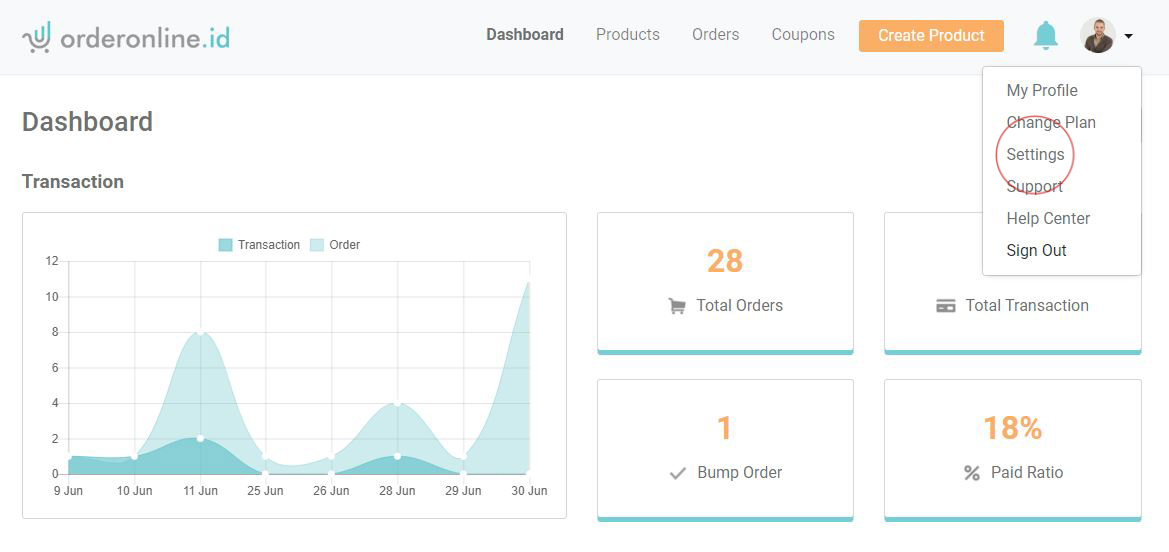 orderonline.id
Dashboard Products Orders Coupons Create Product
My Profile
Change Plan
Settings
Support
Help Center
Sign Out
Dashboard
Transaction
Transaction Order
12
10
8
6
4
2
0
9 Jun 10 Jun 11 Jun 25 Jun 26 Jun 28 Jun 29 Jun 30 Jun
28
Total Orders
Total Transaction
1
Bump Order
18%
Paid Ratio